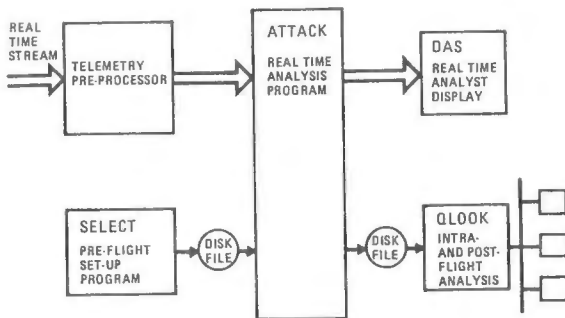 REAL
TIME
STREAM
TELEMETRY
PRE-PROCESSOR
ATTACK
REAL TIME
ANALYSIS
PROGRAM
DAS
REAL TIME
ANALYST
DISPLAY
SELECT
PRE-FLIGHT
SET-UP
PROGRAM
DISK
FILE
DISK
FILE
QLOOK
INTRA-
AND POST-
FLIGHT
ANALYSIS